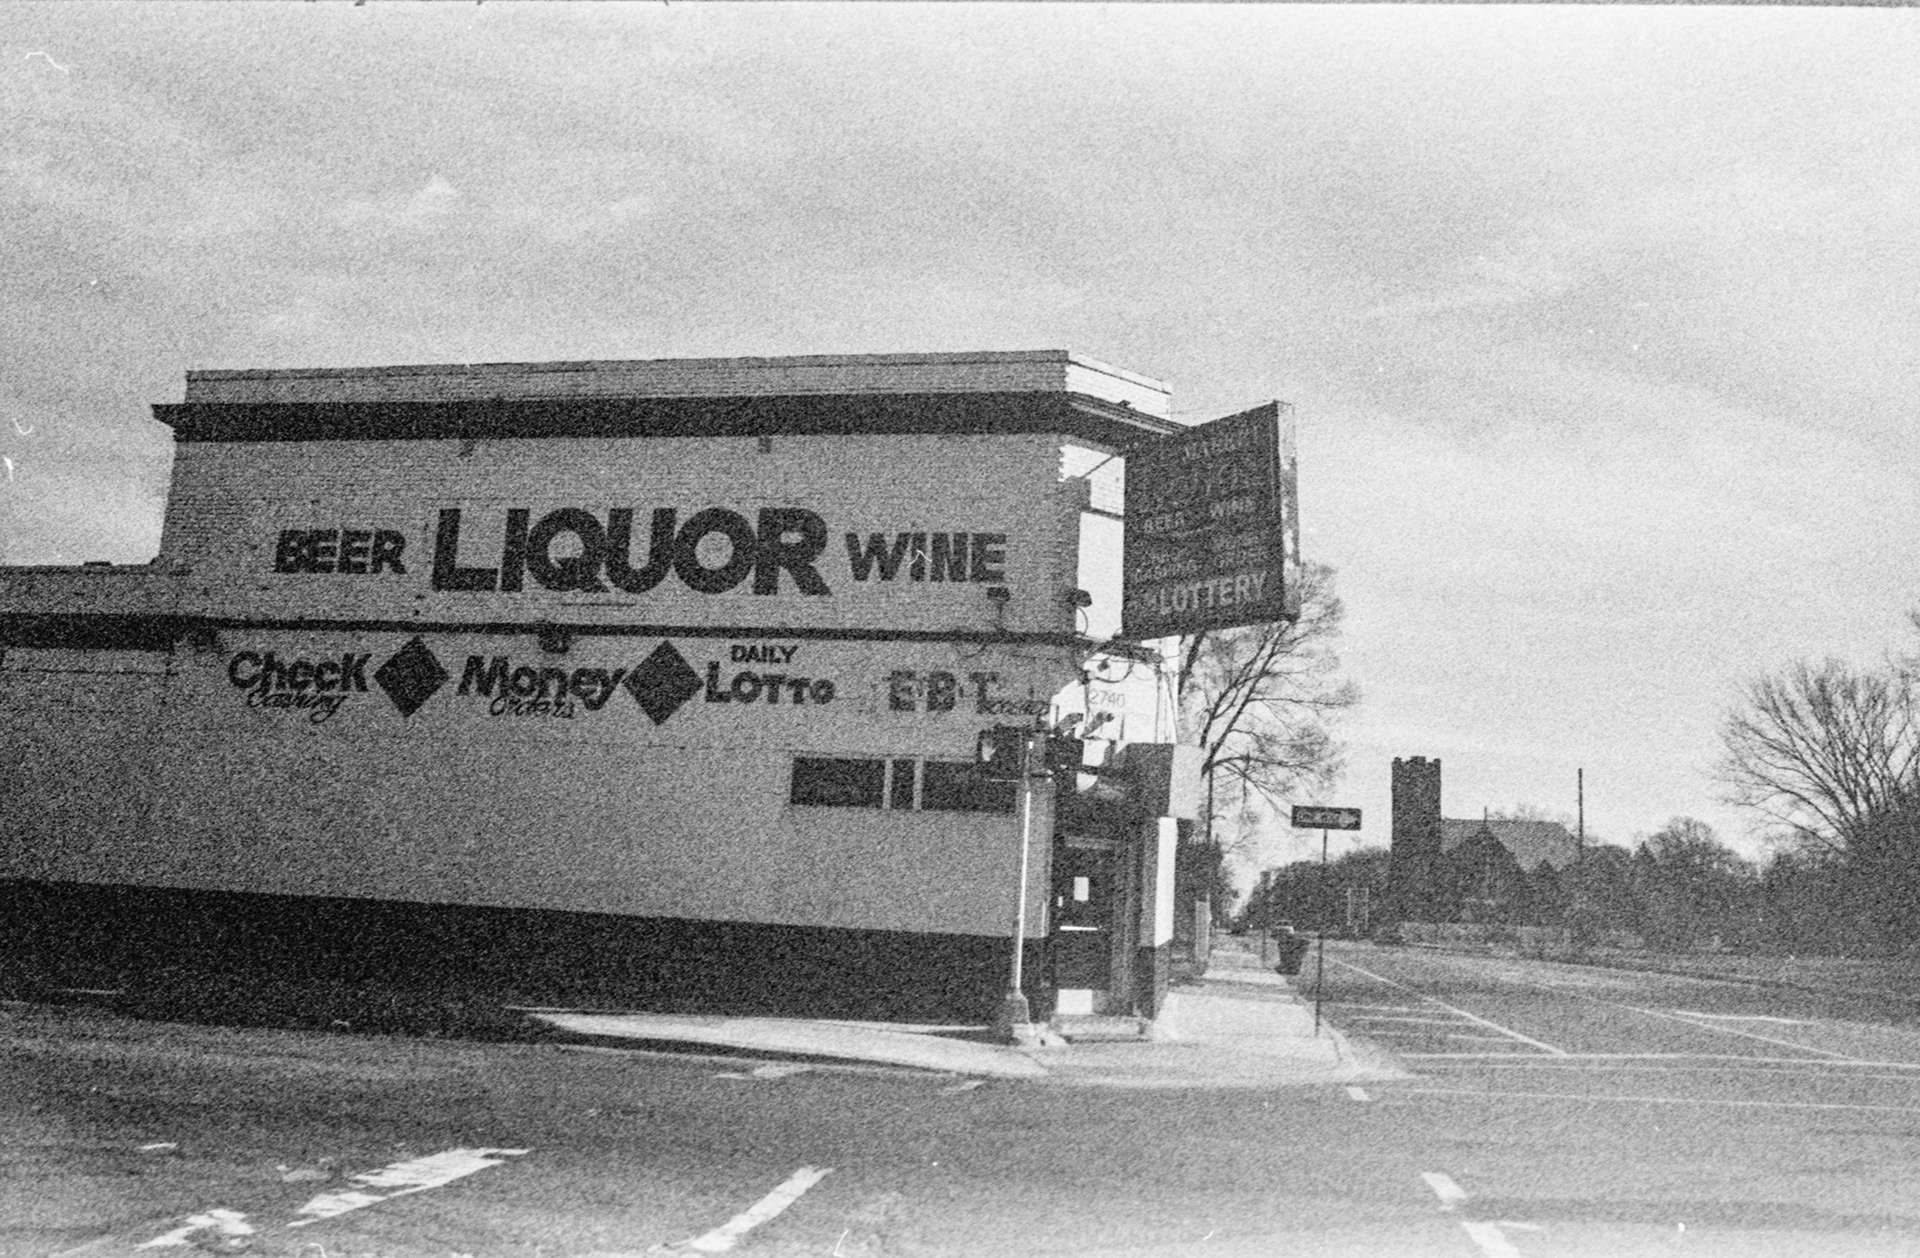 BEER LIQUOR WINE
Check
Cashing
Money
Orders
DAILY
LOTTO
EBT
2740
BEER WINE
LOTTERY